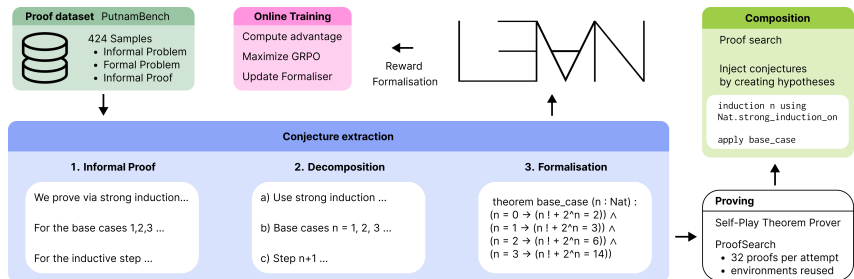 Proof dataset PutnamBench
424 Samples
• Informal Problem
• Formal Problem
• Informal Proof
Online Training
Compute advantage
Maximize GRPO
Update Formaliser
Reward
Formalisation
LEAN
Composition
Proof search
Inject conjectures
by creating hypotheses
induction n using
Nat.strong_induction_on
apply base_case
Conjecture extraction
1. Informal Proof
We prove via strong induction...
For the base cases 1,2,3 ...
For the inductive step ...
2. Decomposition
a) Use strong induction ...
b) Base cases n = 1, 2, 3 ...
c) Step n+1 ...
3. Formalisation
theorem base_case (n : Nat) :
(n = 0 → (n ! + 2^n = 2)) ∧
(n = 1 → (n ! + 2^n = 3)) ∧
(n = 2 → (n ! + 2^n = 6)) ∧
(n = 3 → (n ! + 2^n = 14))
Proving
Self-Play Theorem Prover
ProofSearch
• 32 proofs per attempt
• environments reused